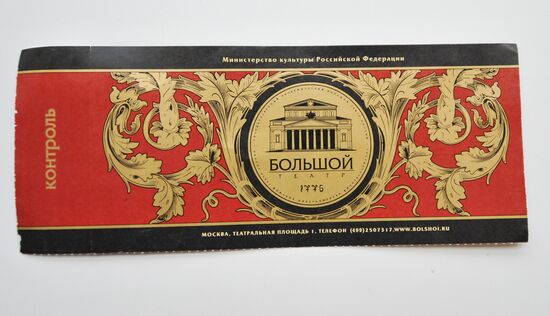 Министерство культуры Российской Федерации
контроль
БОЛЬШОЙ
ТЕАТР
1776
МОСКВА, ТЕАТРАЛЬНАЯ ПЛОЩАДЬ 1, ТЕЛЕФОН (499)2507317,WWW.BOLSHOI.RU